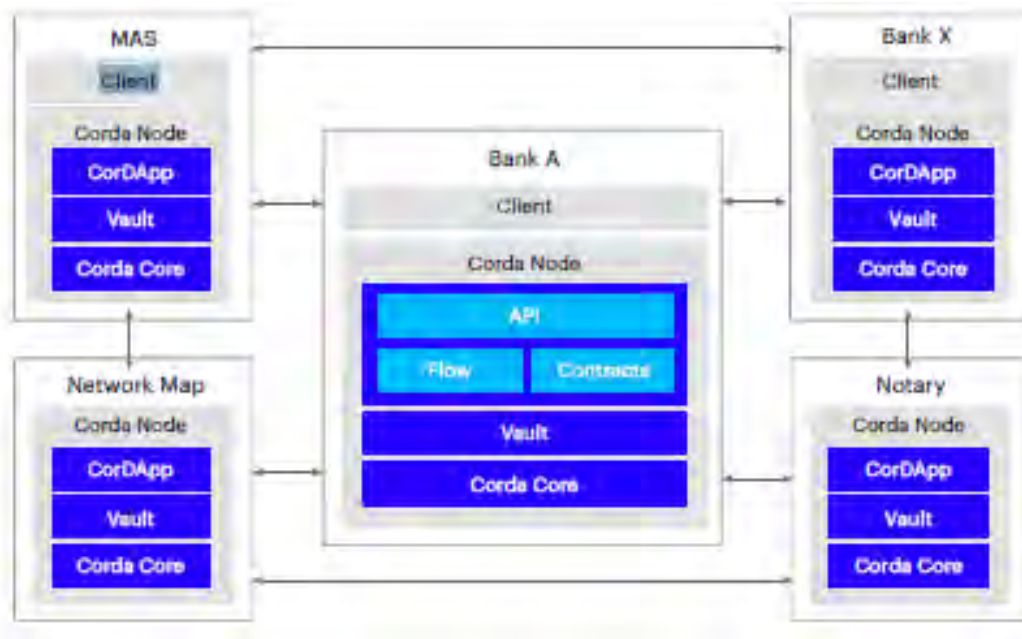 MAS
Client
Corda Node
CorDApp
Vault
Corda Core
Bank A
Client
Corda Node
API
Flow
Contracts
Vault
Corda Core
Bank X
Client
Corda Node
CorDApp
Vault
Corda Core
Network Map
Corda Node
CorDApp
Vault
Corda Core
Notary
Corda Node
CorDApp
Vault
Corda Core